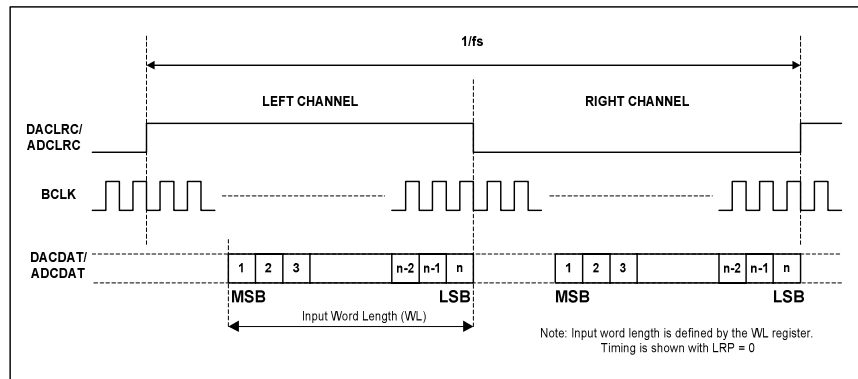 1/fs
LEFT CHANNEL
RIGHT CHANNEL
DACLRC/
ADCLRC
BCLK
DACDAT/
ADCDAT
1 2 3 n-2 n-1 n 1 2 3 n-2 n-1 n
MSB LSB MSB LSB
Input Word Length (WL)
Note: Input word length is defined by the WL register.
Timing is shown with LRP = 0